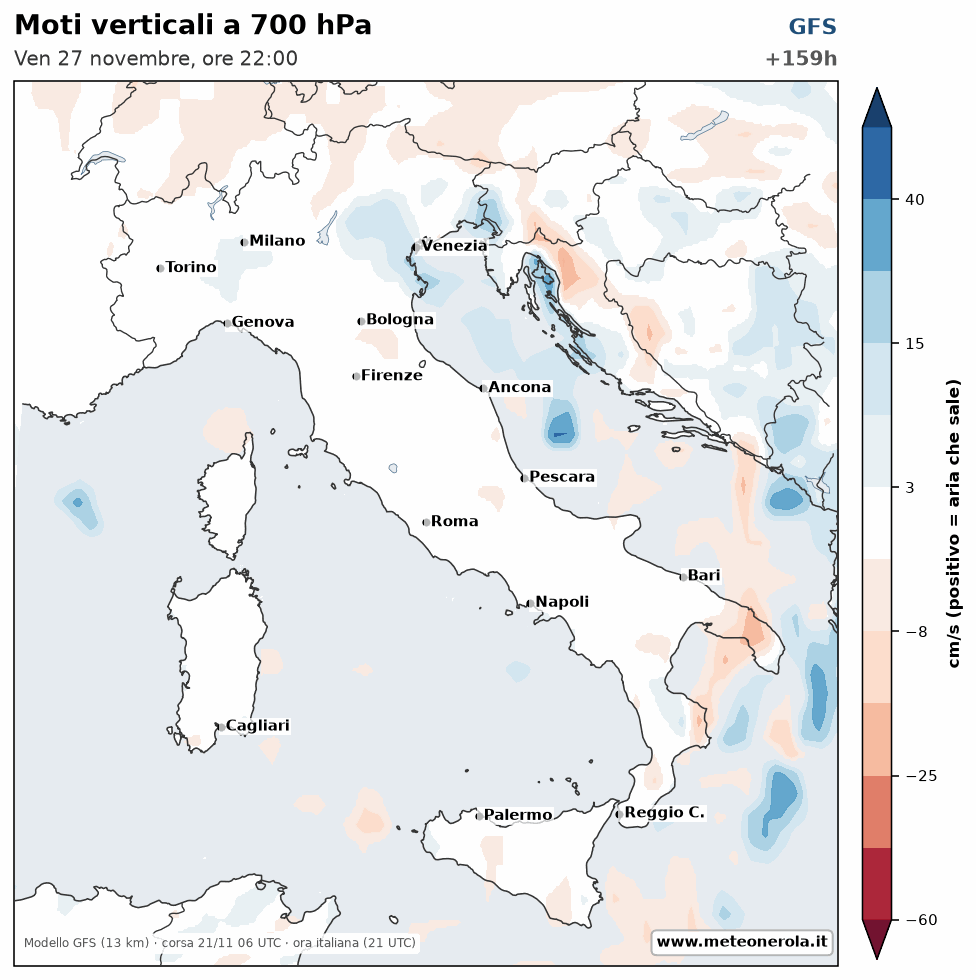 Moti verticali a 700 hPa
GFS
Ven 27 novembre, ore 22:00
+159h
Milano
Venezia
Torino
Genova
Bologna
Firenze
Ancona
Pescara
Roma
Bari
Napoli
Cagliari
Palermo
Reggio C.
40
15
3
−8
−25
−60
cm/s (positivo = aria che sale)
Modello GFS (13 km) · corsa 21/11 06 UTC · ora italiana (21 UTC)
www.meteonerola.it